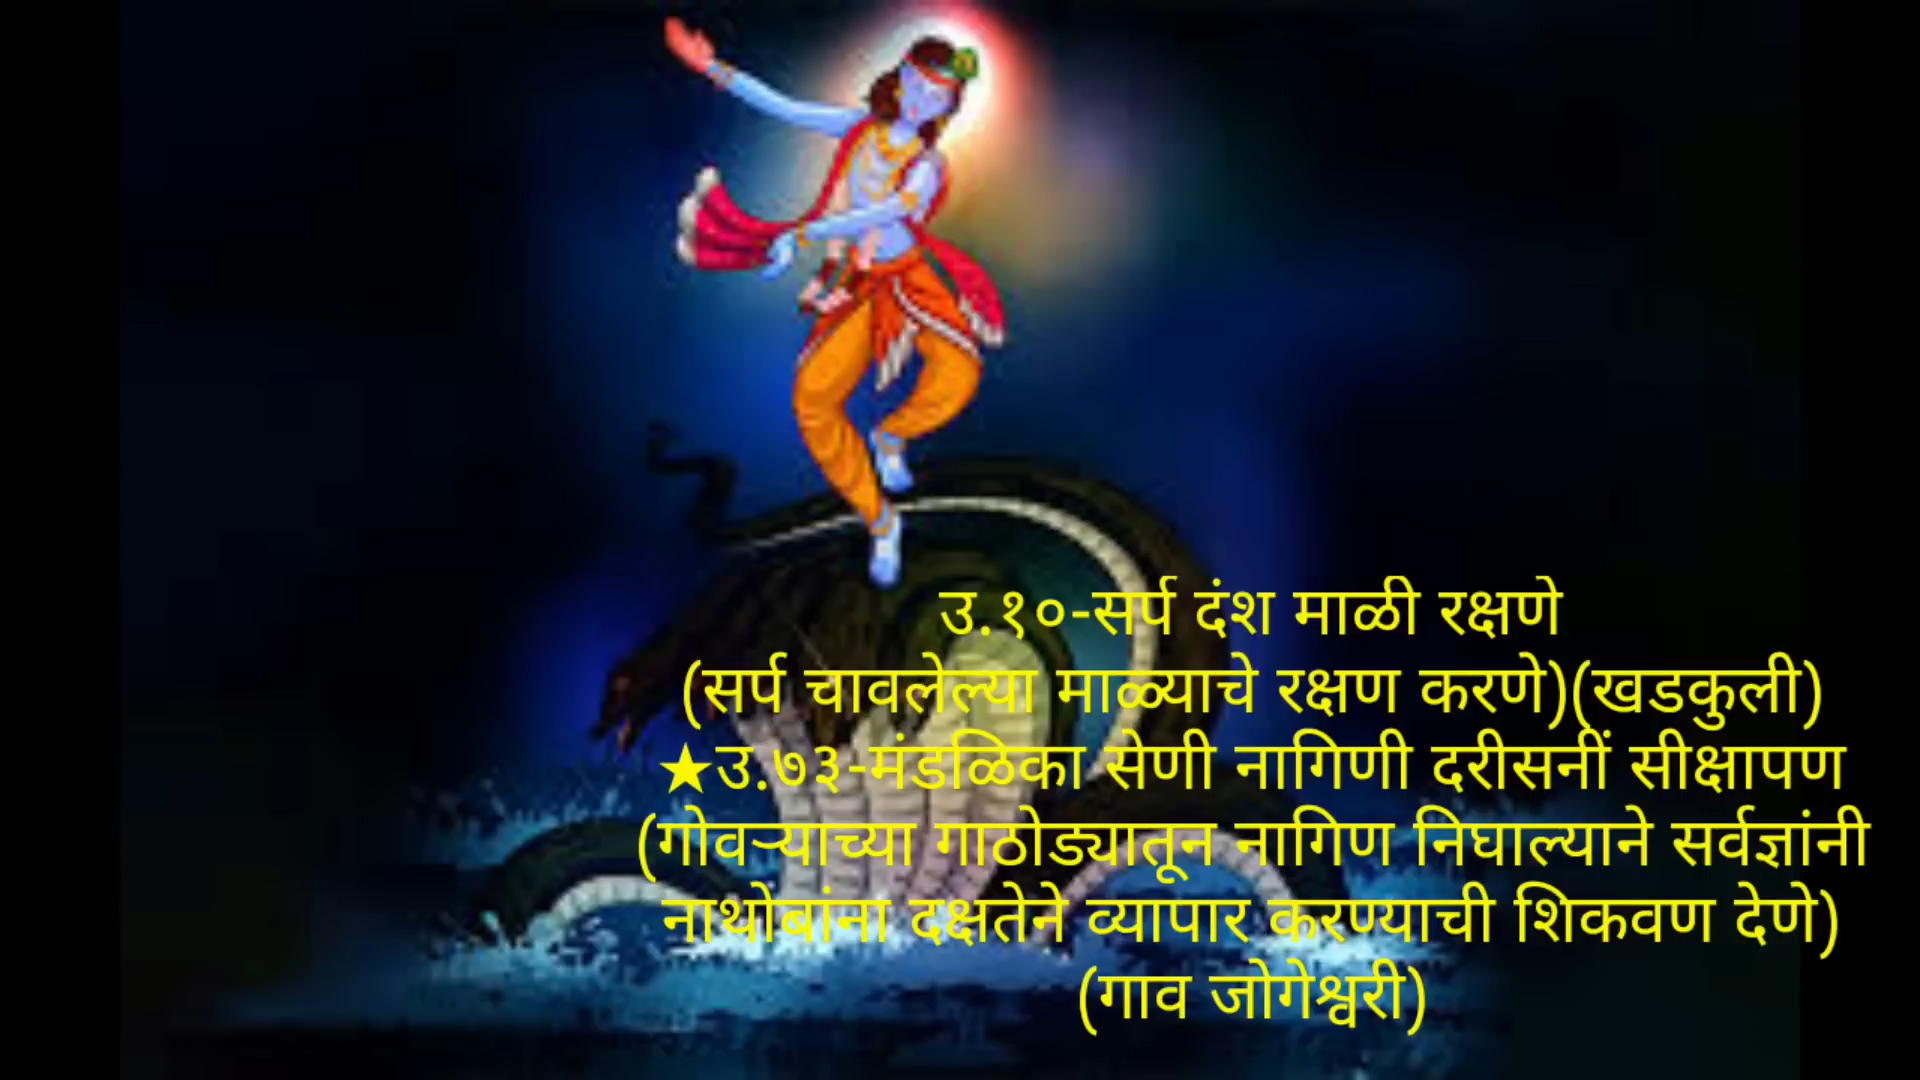 उ.१०-सर्प दंश माळी रक्षणे
(सर्प चावलेल्या माळ्याचे रक्षण करणे)(खडकुली)
★उ.७३-मंडळिका सेणी नागिणी दरीसनीं सीक्षापण
(गोवऱ्याच्या गाठोड्यातून नागिण निघाल्याने सर्वज्ञांनी
नाथोबांना दक्षतेने व्यापार करण्याची शिकवण देणे)
(गाव जोगेश्वरी)